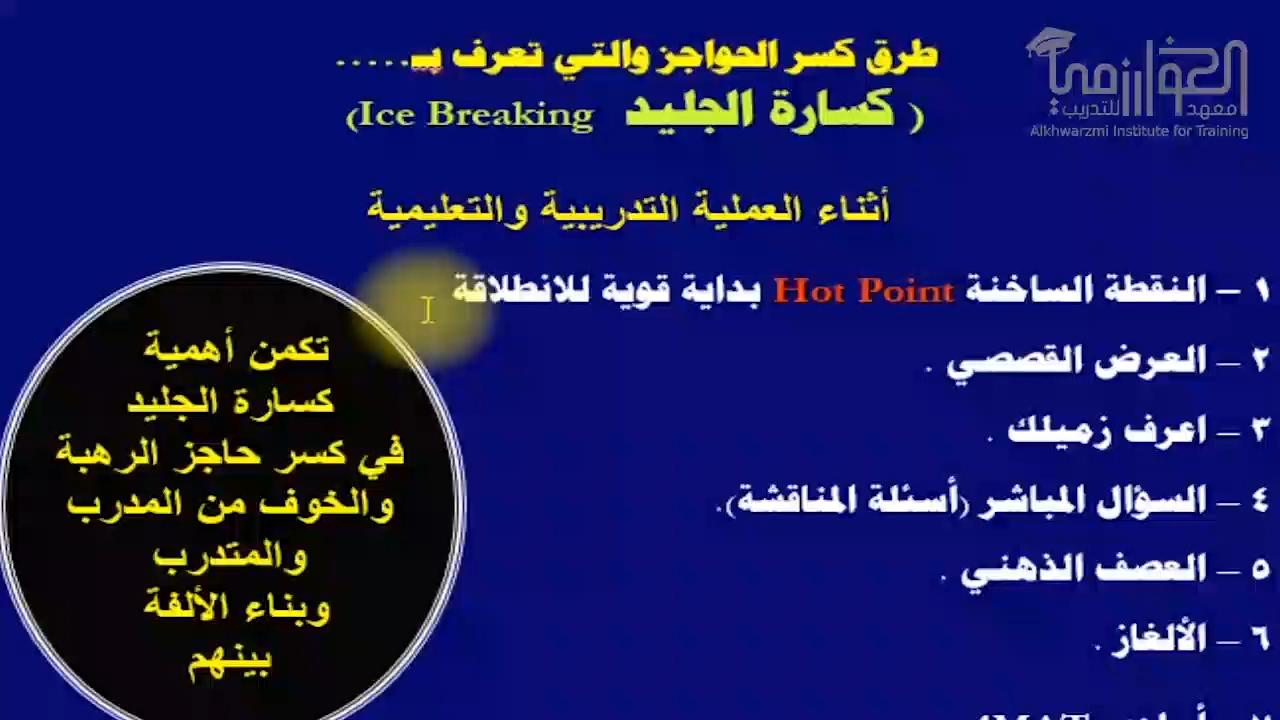 طرق كسر الحواجز والتي تعرف بـ.....
( كسارة الجليد Ice Breaking)
الخوارزمي
معهد للتدريب
Alkhwarzmi Institute for Training
أثناء العملية التدريبية والتعليمية
١ – النقطة الساخنة Hot Point بداية قوية للانطلاقة
٢ – العرض القصصي .
٣ – اعرف زميلك .
٤ – السؤال المباشر (أسئلة المناقشة).
٥ – العصف الذهني .
٦ – الألغاز .
تكمن أهمية
كسارة الجليد
في كسر حاجز الرهبة
والخوف من المدرب
والمتدرب
وبناء الألفة
بينهم